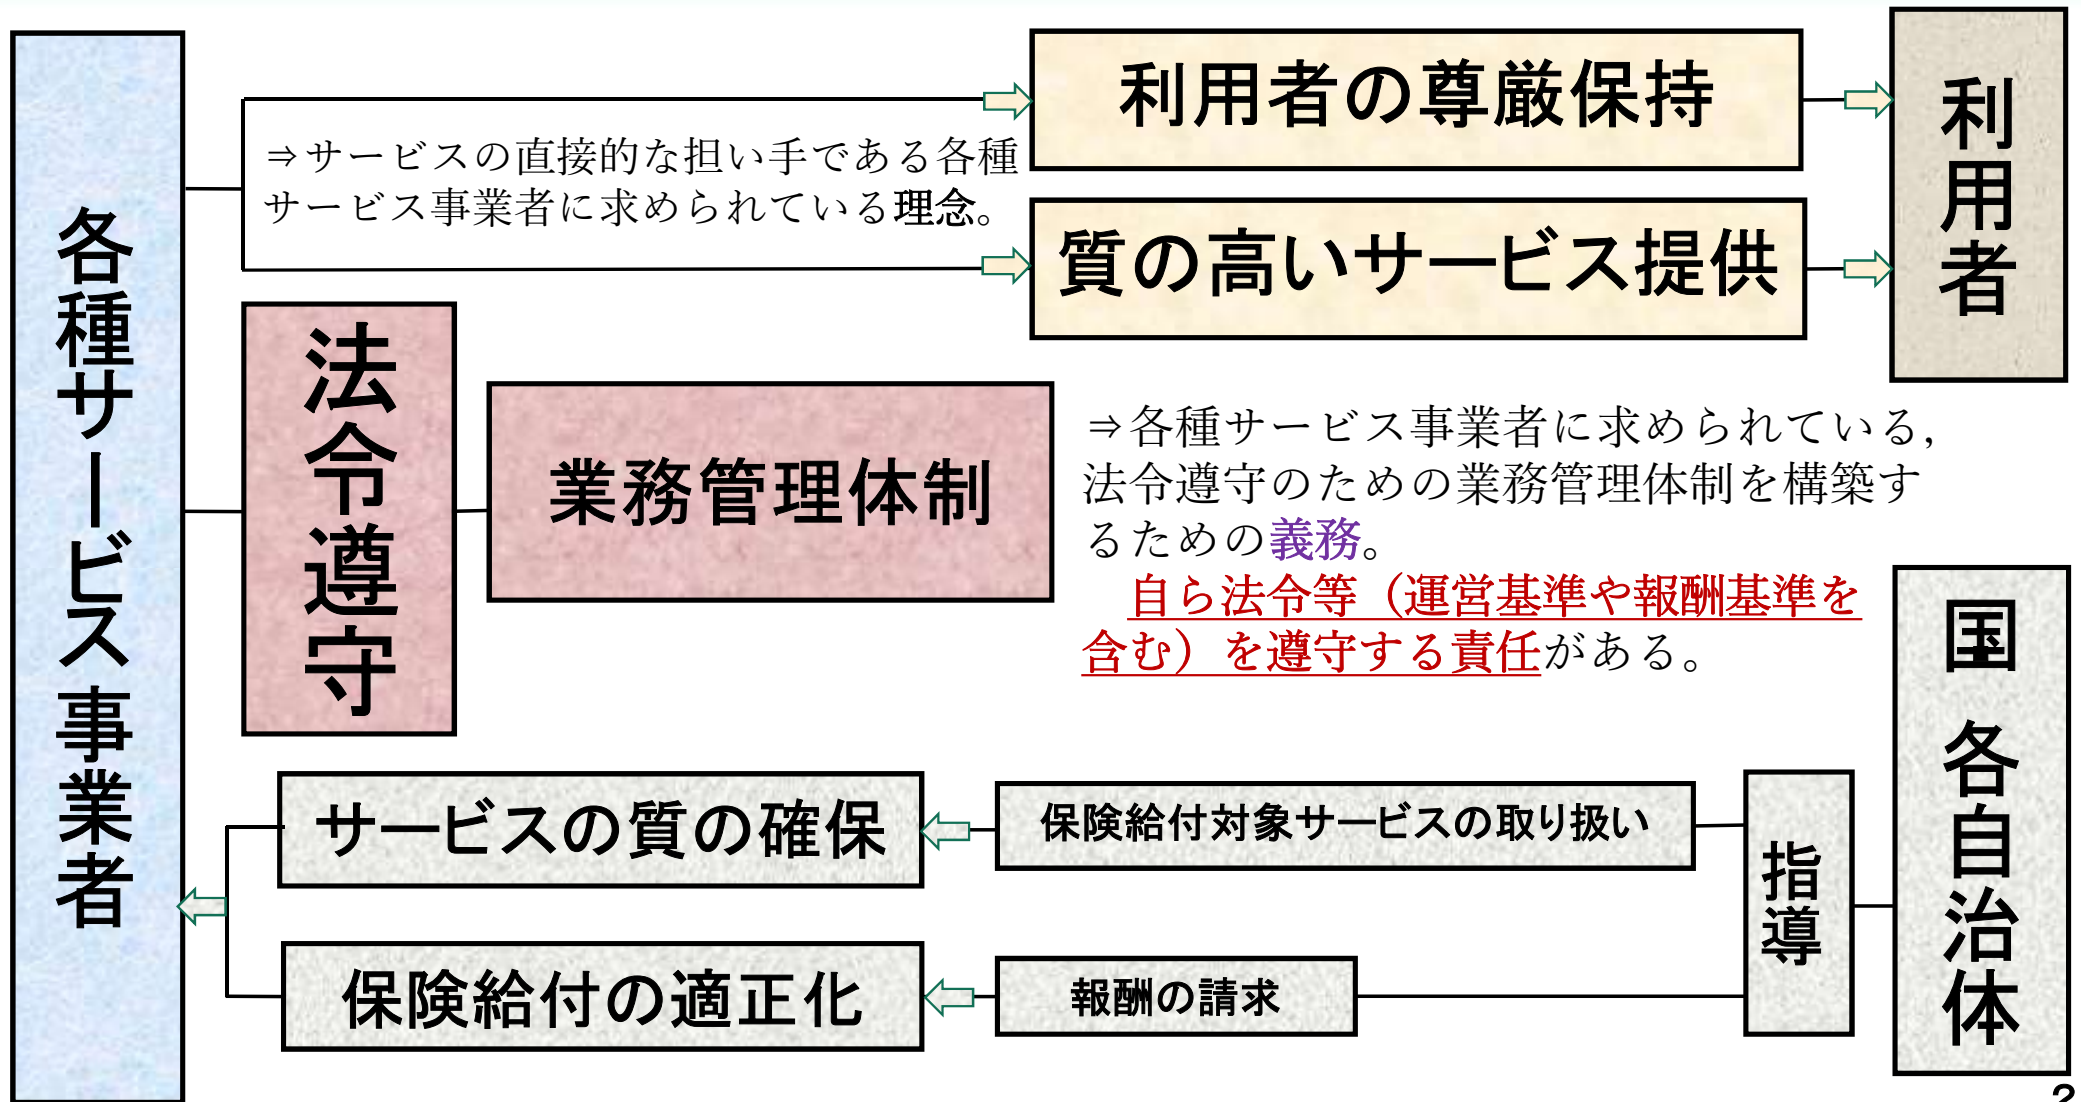 各種サービス事業者
利用者の尊厳保持
利用者
⇒サービスの直接的な担い手である各種
サービス事業者に求められている理念。
質の高いサービス提供
法令遵守
業務管理体制
⇒各種サービス事業者に求められている,
法令遵守のための業務管理体制を構築す
るための義務。
自ら法令等（運営基準や報酬基準を
含む）を遵守する責任がある。
国 各自治体
指導
保険給付対象サービスの取り扱い
サービスの質の確保
報酬の請求
保険給付の適正化
2